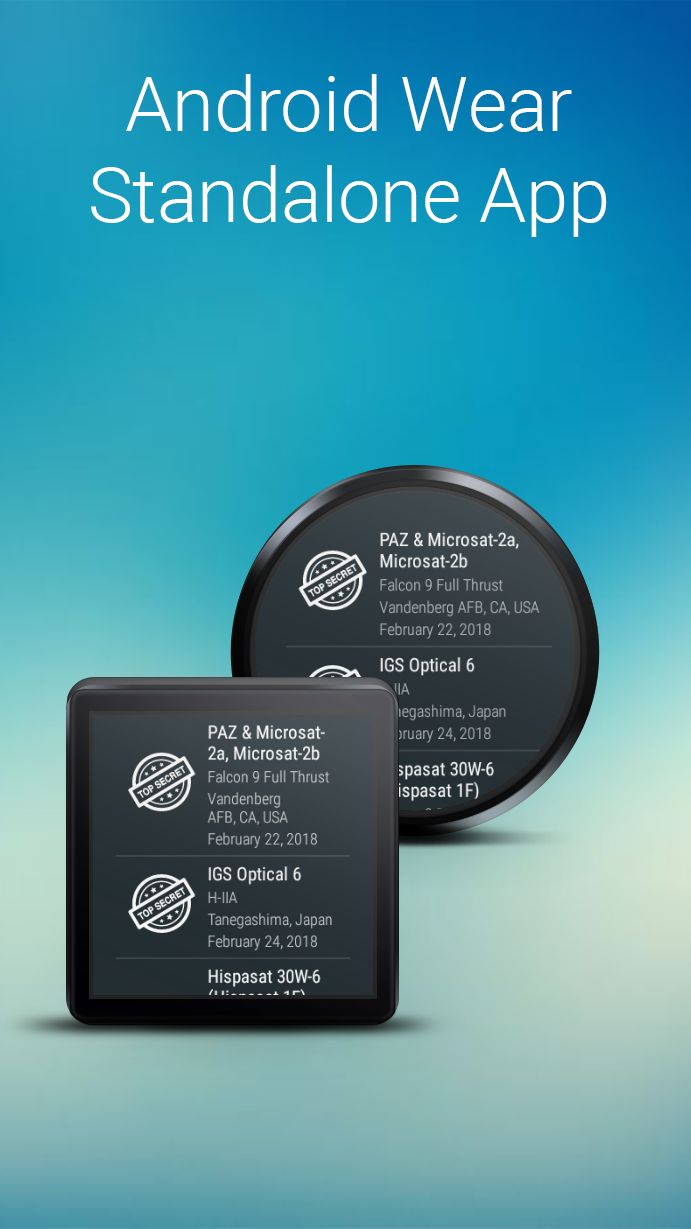 Android Wear
Standalone App
PAZ & Microsat-2a,
Microsat-2b
Falcon 9 Full Thrust
Vandenberg AFB, CA, USA
February 22, 2018
TOP SECRET
IGS Optical 6
24, 2018
Japan
30W-6
1F)
PAZ & Microsat-
2a, Microsat-2b
Falcon 9 Full Thrust
Vandenberg
AFB, CA, USA
February 22, 2018
TOP SECRET
IGS Optical 6
H-IIA
Tanegashima, Japan
February 24, 2018
TOP SECRET
Hispasat 30W-6
(Hispasat 1F)